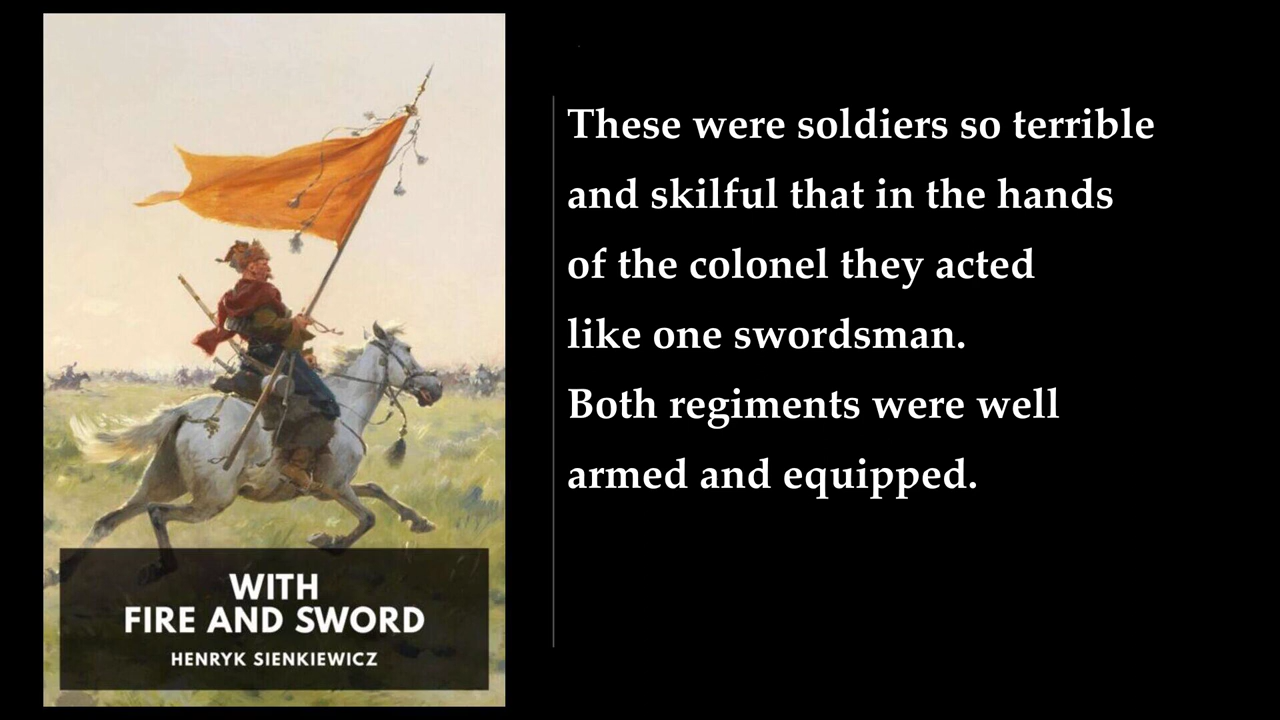 These were soldiers so terrible
and skilful that in the hands
of the colonel they acted
like one swordsman.
Both regiments were well
armed and equipped.
WITH
FIRE AND SWORD
HENRYK SIENKIEWICZ